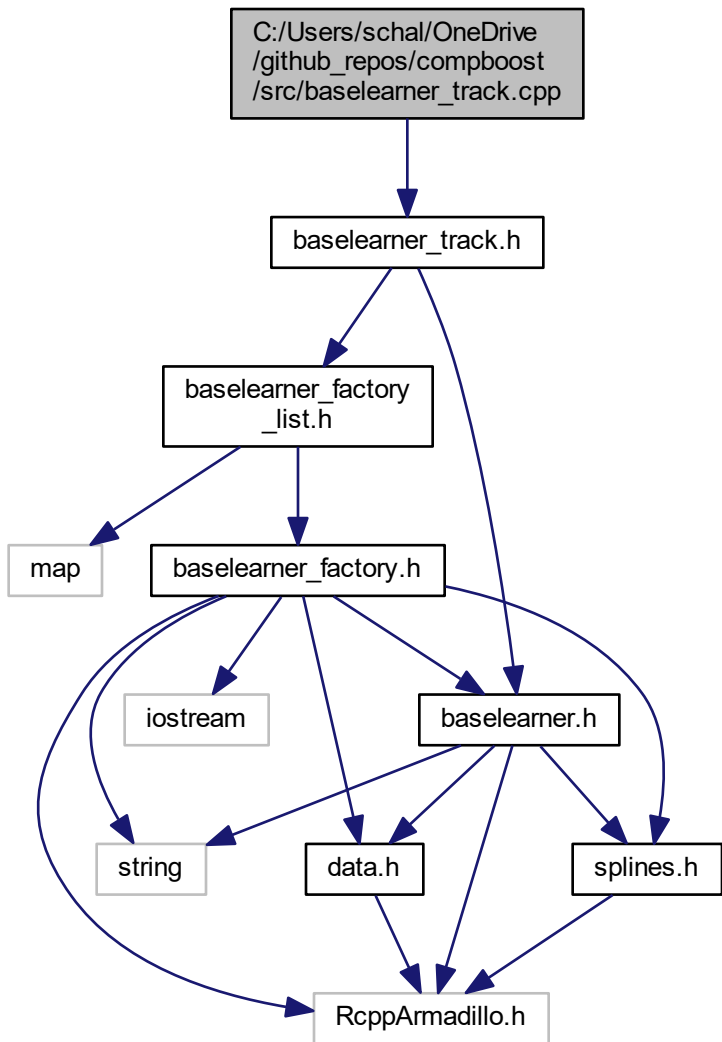 C:/Users/schal/OneDrive
/github_repos/compboost
/src/baselearner_track.cpp
baselearner_track.h
baselearner_factory
_list.h
map
baselearner_factory.h
iostream
baselearner.h
string
data.h
splines.h
RcppArmadillo.h